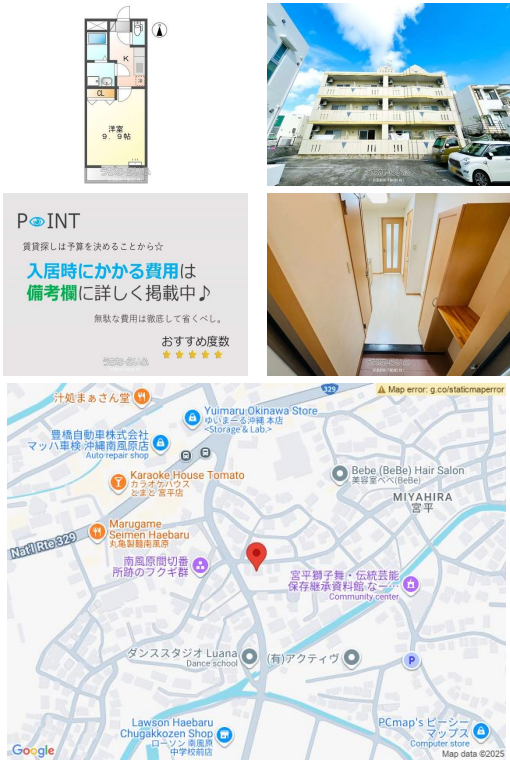 K
CL
洋室
9．9帖
POINT
賃貸探しは予算を決めることから☆
入居時にかかる費用は
備考欄に詳しく掲載中♪
無駄な費用は徹底して省くべし。
おすすめ度数
329
Map error: g.co/staticmaperror
汁処まぁさん堂
Yuimaru Okinawa Store
ゆいまーる沖縄 本店
<Storage & Lab.>
豊橋自動車株式会社
マッハ車検 沖縄南風原店
Auto repair shop
Karaoke House Tomato
カラオケハウス
とまと 宮平店
Bebe (BeBe) Hair Salon
美容室べべ(BeBe)
MIYAHIRA
宮平
Marugame
Seimen Haebaru
丸亀製麺南風原
Nat'l Rte 329
南風原間切番
所跡のフクギ群
宮平獅子舞・伝統芸能
保存継承資料館 なー…
Community center
ダンススタジオ Luana
Dance school
(有)アクティヴ
P
Lawson Haebaru
Chugakkozen Shop
ローソン 南風原
中学校前店
PCmap's ピーシー
マップス
Computer store
Google
Map data ©2025